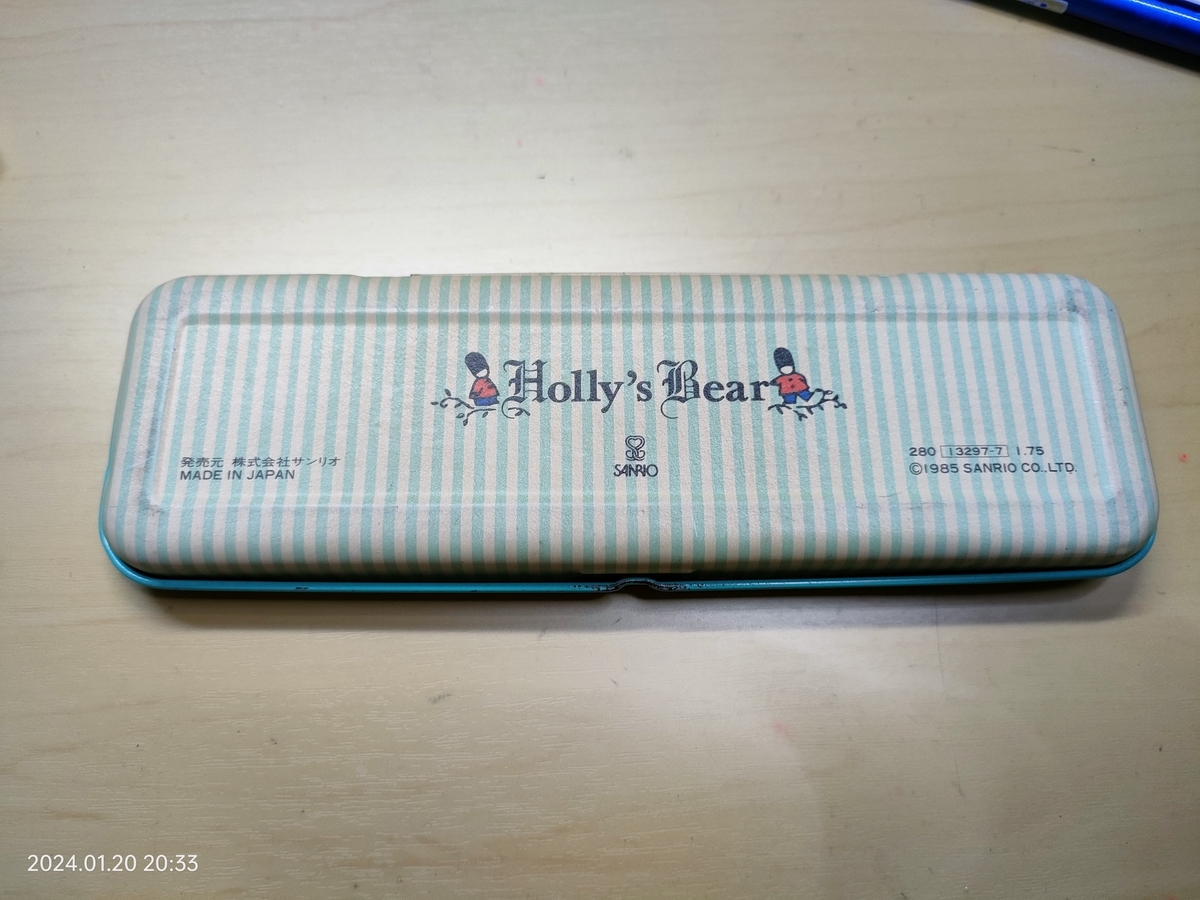 Holly's Bear
SANRIO
発売元 株式会社サンリオ
MADE IN JAPAN
280 13297-7 1.75
©1985 SANRIO CO.,LTD.
2024.01.20 20:33